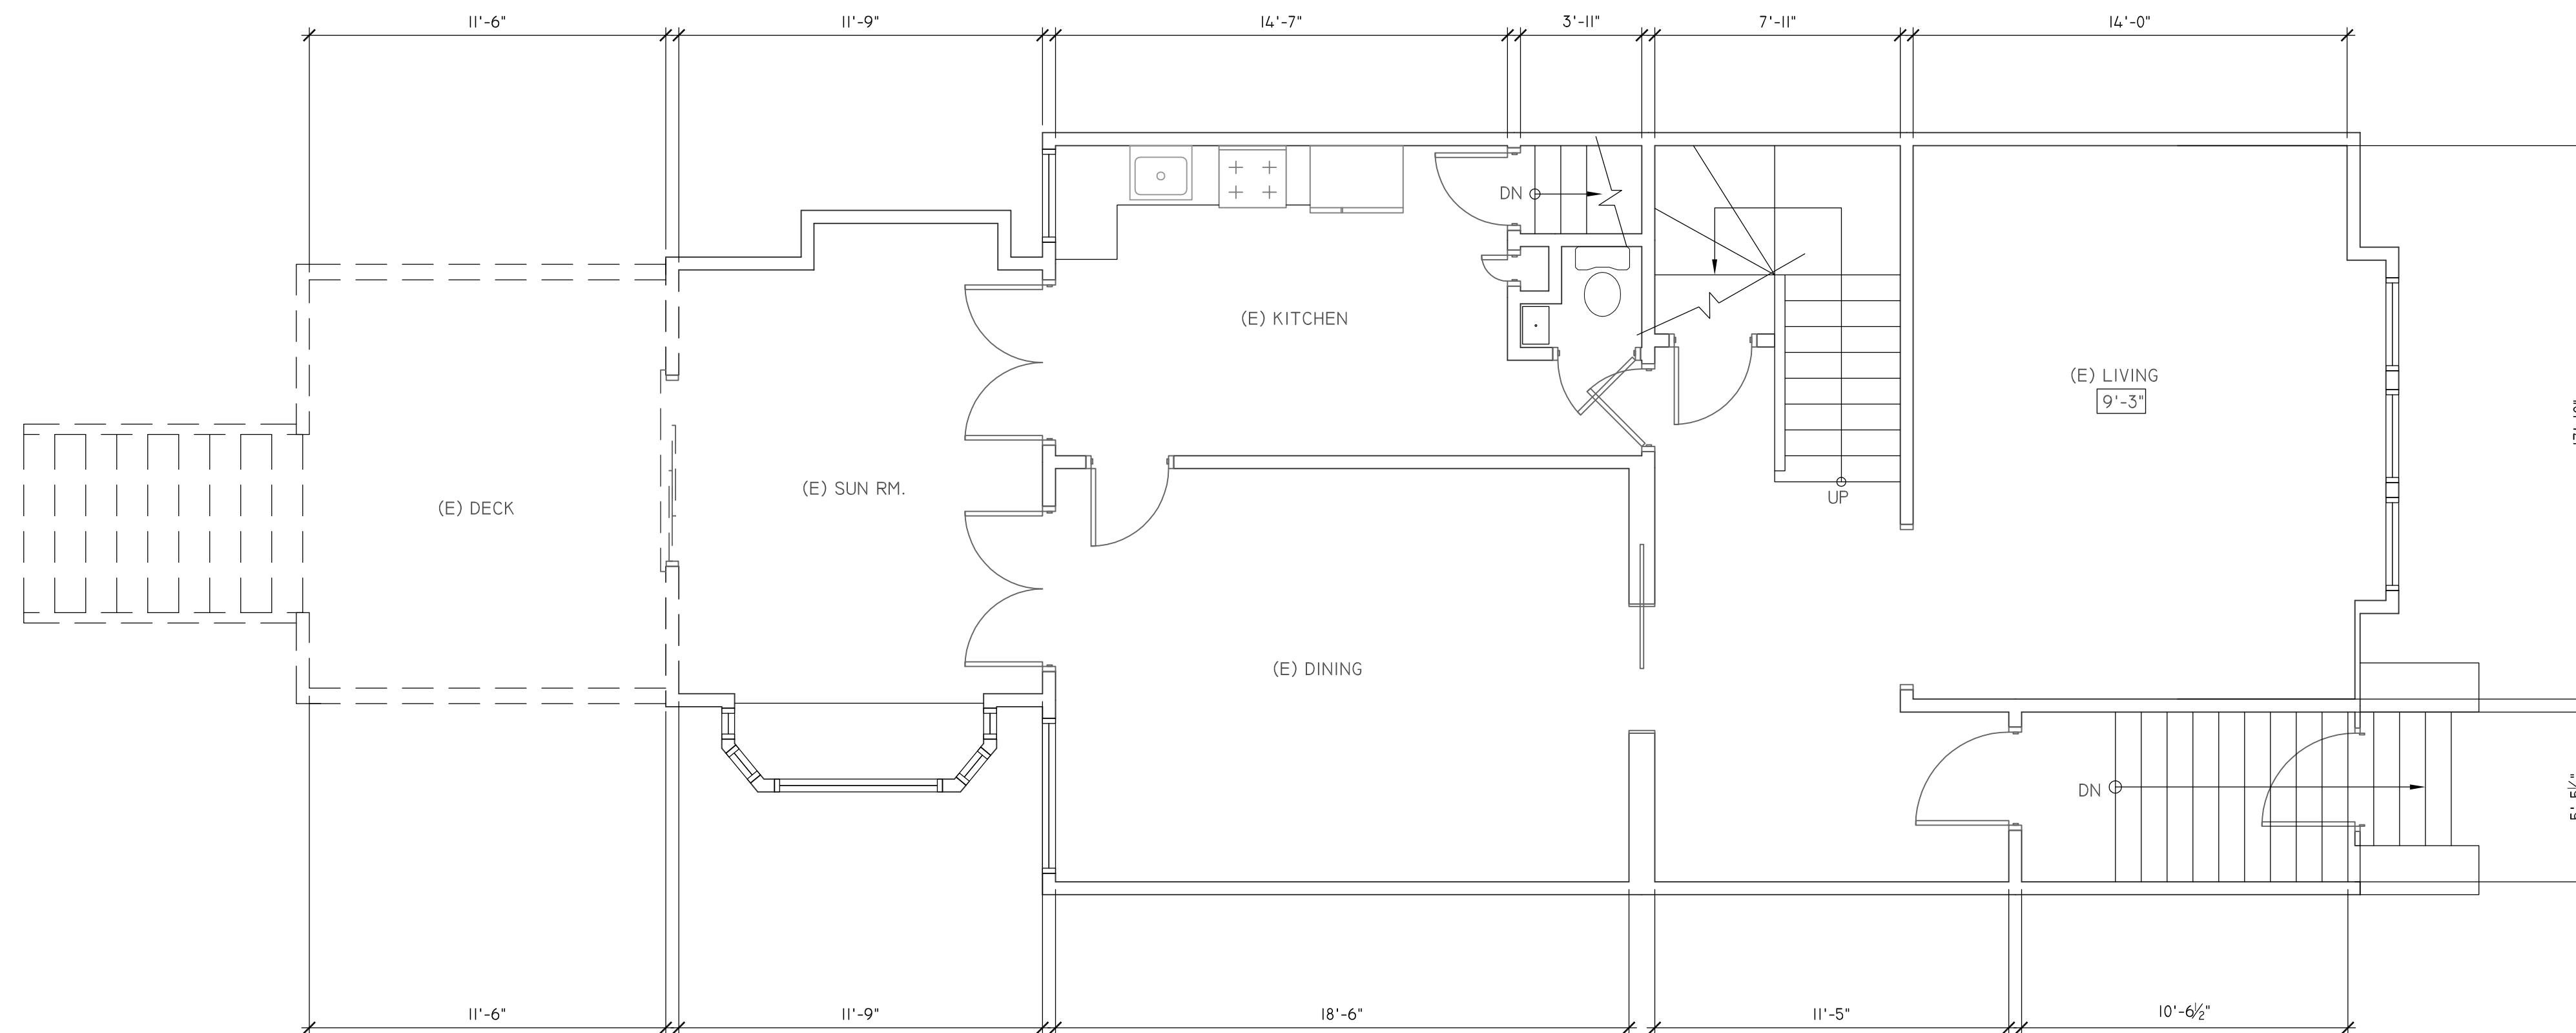 11'-6" 11'-9" 14'-7" 3'-11" 7'-11" 14'-0"
DN
(E) KITCHEN
(E) LIVING
9'-3"
(E) SUN RM.
UP
(E) DECK
(E) DINING
DN
11'-6" 11'-9" 18'-6" 11'-5" 10'-6½"